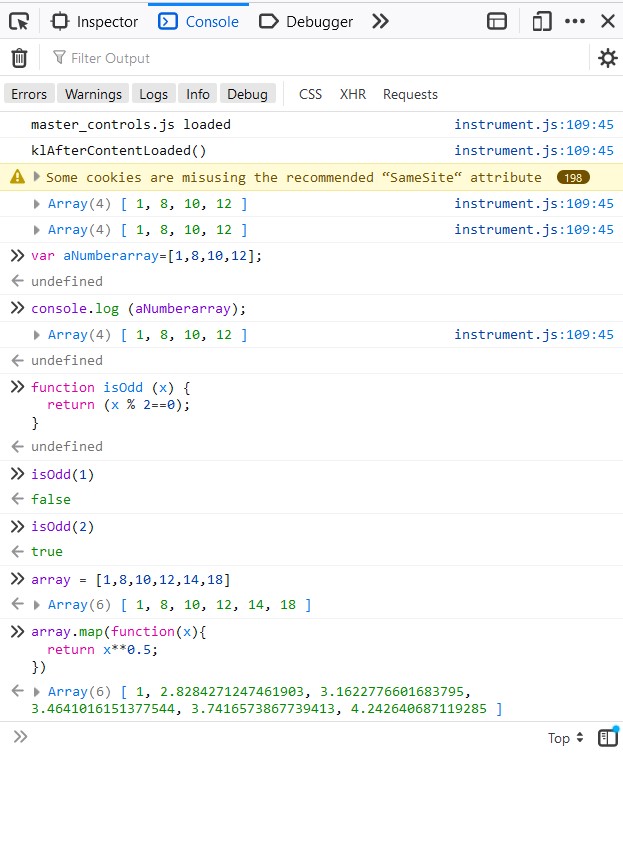 Inspector Console Debugger
Filter Output
Errors Warnings Logs Info Debug CSS XHR Requests
master_controls.js loaded instrument.js:109:45
klAfterContentLoaded() instrument.js:109:45
Some cookies are misusing the recommended “SameSite“ attribute 198
Array(4) [ 1, 8, 10, 12 ] instrument.js:109:45
Array(4) [ 1, 8, 10, 12 ] instrument.js:109:45
var aNumberarray=[1,8,10,12];
undefined
console.log (aNumberarray);
Array(4) [ 1, 8, 10, 12 ] instrument.js:109:45
undefined
function isOdd (x) {
return (x % 2==0);
}
undefined
isOdd(1)
false
isOdd(2)
true
array = [1,8,10,12,14,18]
Array(6) [ 1, 8, 10, 12, 14, 18 ]
array.map(function(x){
return x**0.5;
})
Array(6) [ 1, 2.8284271247461903, 3.1622776601683795,
3.4641016151377544, 3.7416573867739413, 4.242640687119285 ]
Top